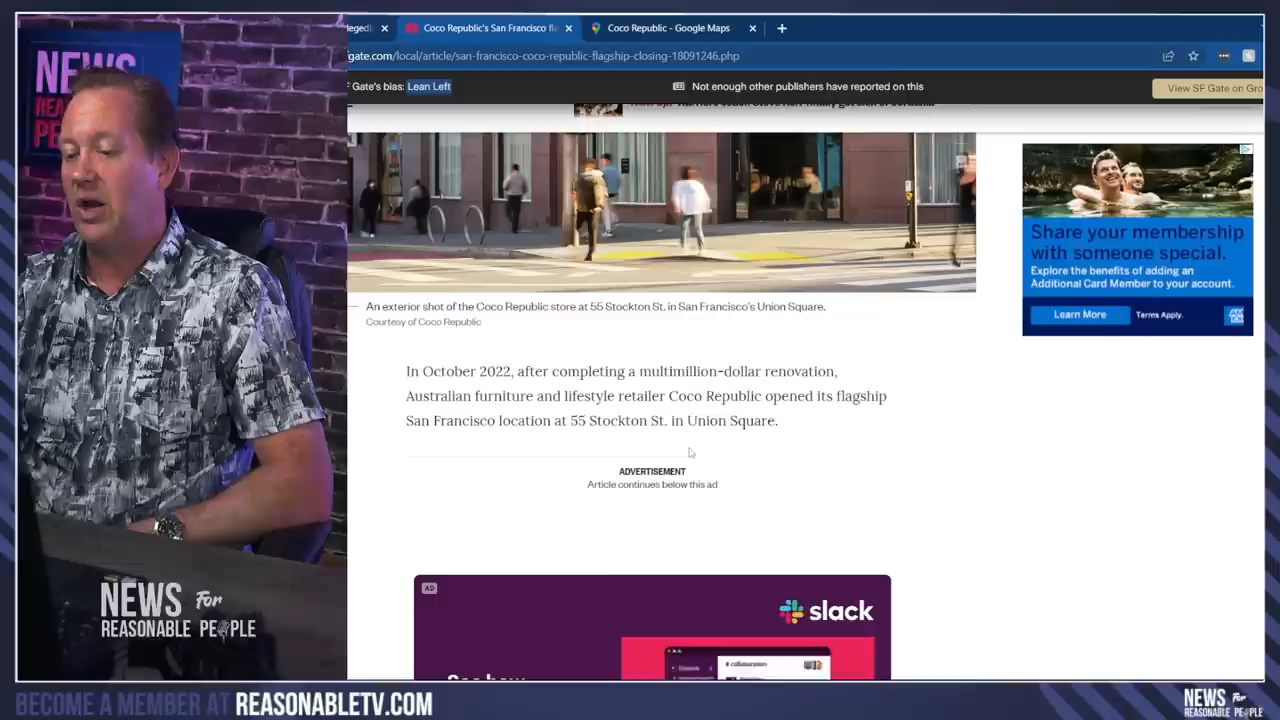 Coco Republic's San Francisco fl
Coco Republic - Google Maps
fgate.com/local/article/san-francisco-coco-republic-flagship-closing-18091246.php
F Gate's bias: Lean Left
Not enough other publishers have reported on this
View SF Gate on Gro
NEWS
REASONABLE
An exterior shot of the Coco Republic store at 55 Stockton St. in San Francisco's Union Square.
Courtesy of Coco Republic
Share your membership
with someone special.
Explore the benefits of adding an
Additional Card Member to your account.
Learn More
Terms Apply.
In October 2022, after completing a multimillion-dollar renovation,
Australian furniture and lifestyle retailer Coco Republic opened its flagship
San Francisco location at 55 Stockton St. in Union Square.
ADVERTISEMENT
Article continues below this ad
AD
slack
NEWS For
REASONABLE PEOPLE
BECOME A MEMBER AT REASONABLETV.COM
NEWS For
REASONABLE PEOPLE